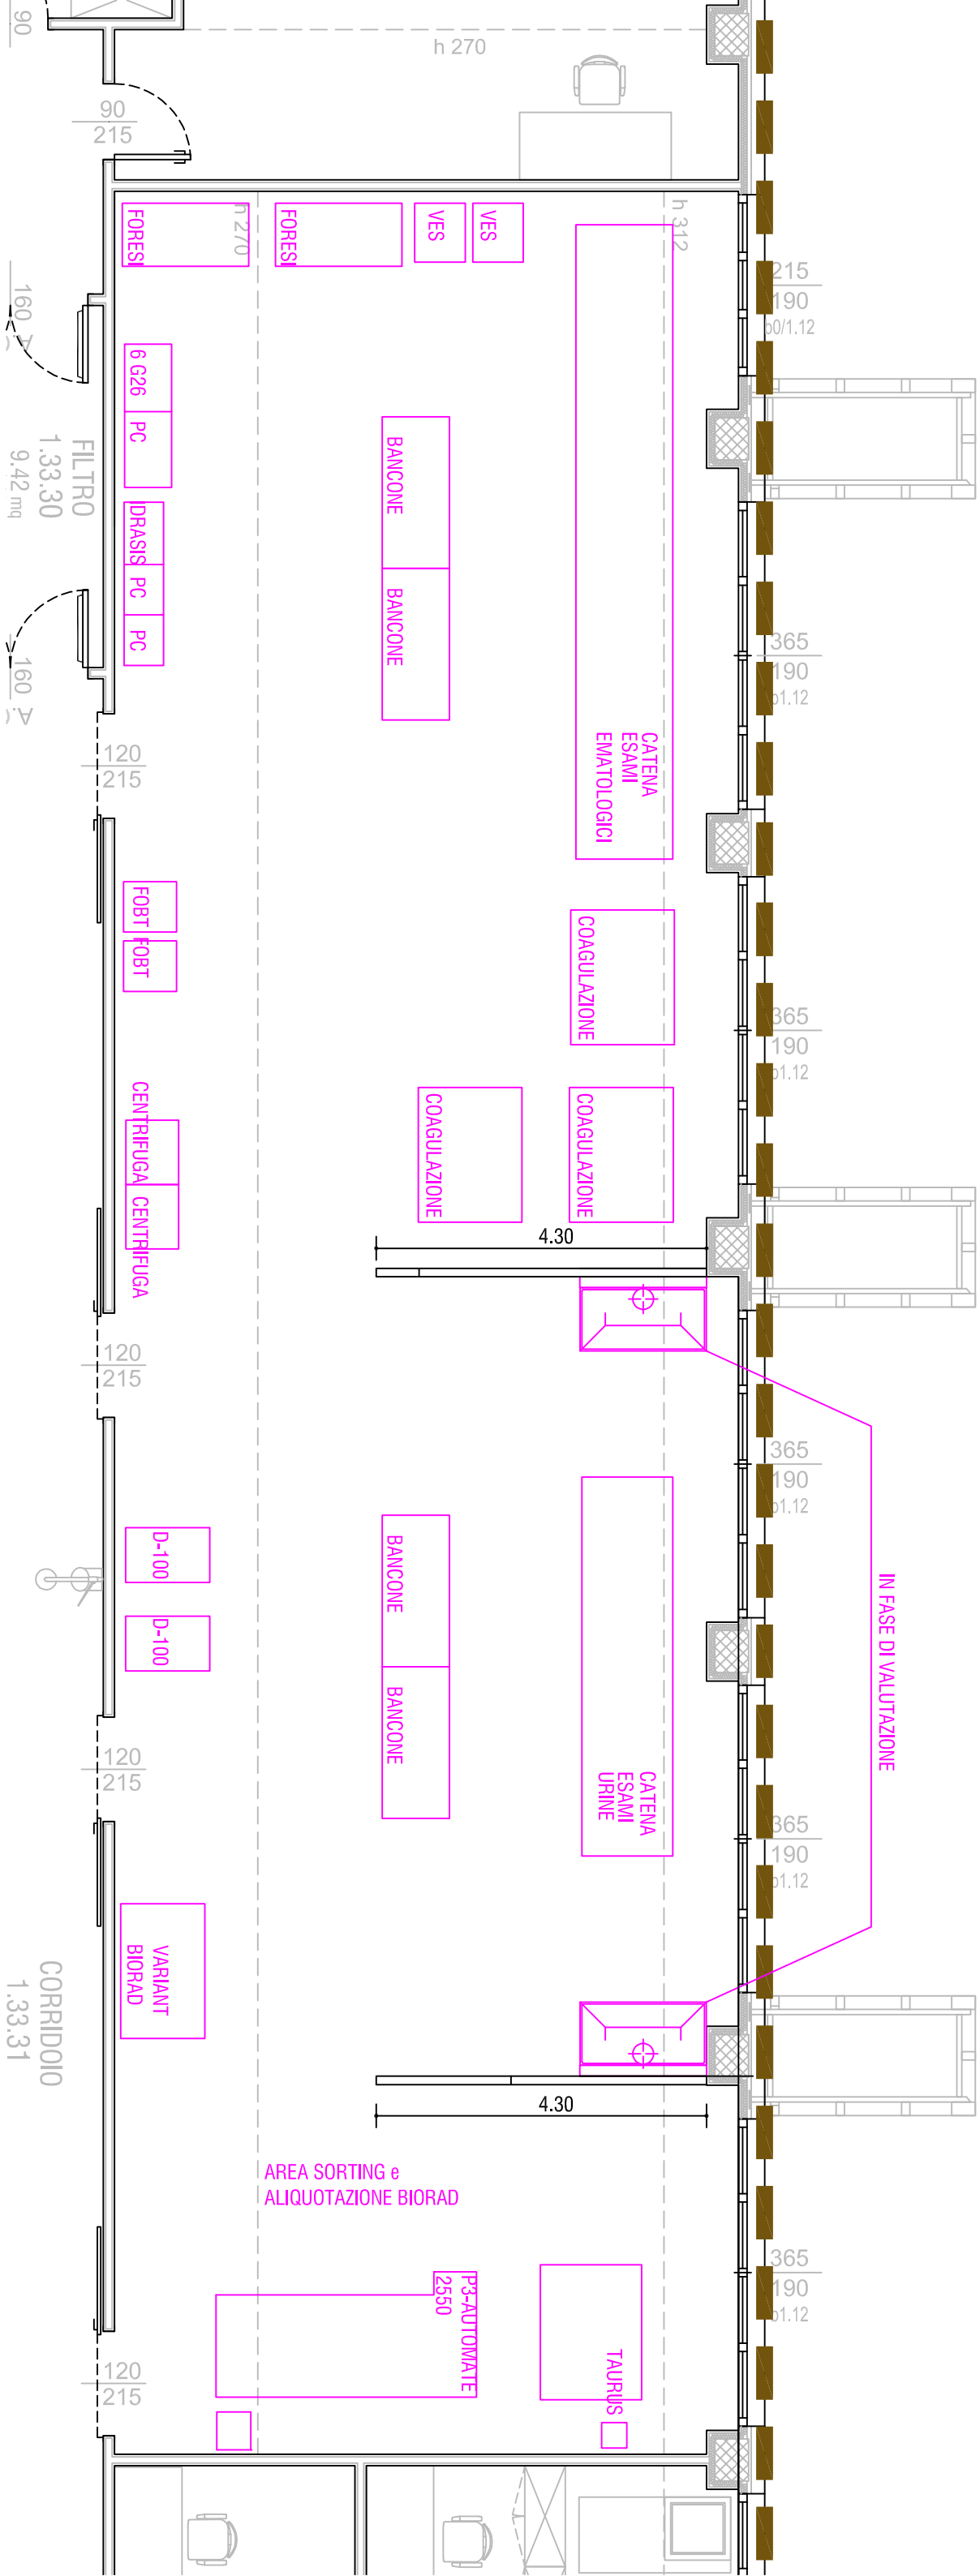 90
h 270
90
215
FORESI
h 270
FORESI
VES
VES
h 312
215
190
160
6 G26
PC
FILTRO
1.33.30
9.42 mq
BANCONE
IDRASIS
PC
PC
BANCONE
365
190
160
CATENA
ESAMI
EMATOLOGICI
120
215
FOBT
FOBT
COAGULAZIONE
365
190
CENTRIFUGA
CENTRIFUGA
COAGULAZIONE
COAGULAZIONE
4.30
120
215
365
190
IN FASE DI VALUTAZIONE
D-100
D-100
BANCONE
BANCONE
CATENA
ESAMI
URINE
120
215
365
190
VARIANT
BIORAD
CORRIDOIO
1.33.31
4.30
AREA SORTING e
ALIQUOTAZIONE BIORAD
365
190
P3-AUTOMATE
2550
TAURUS
120
215